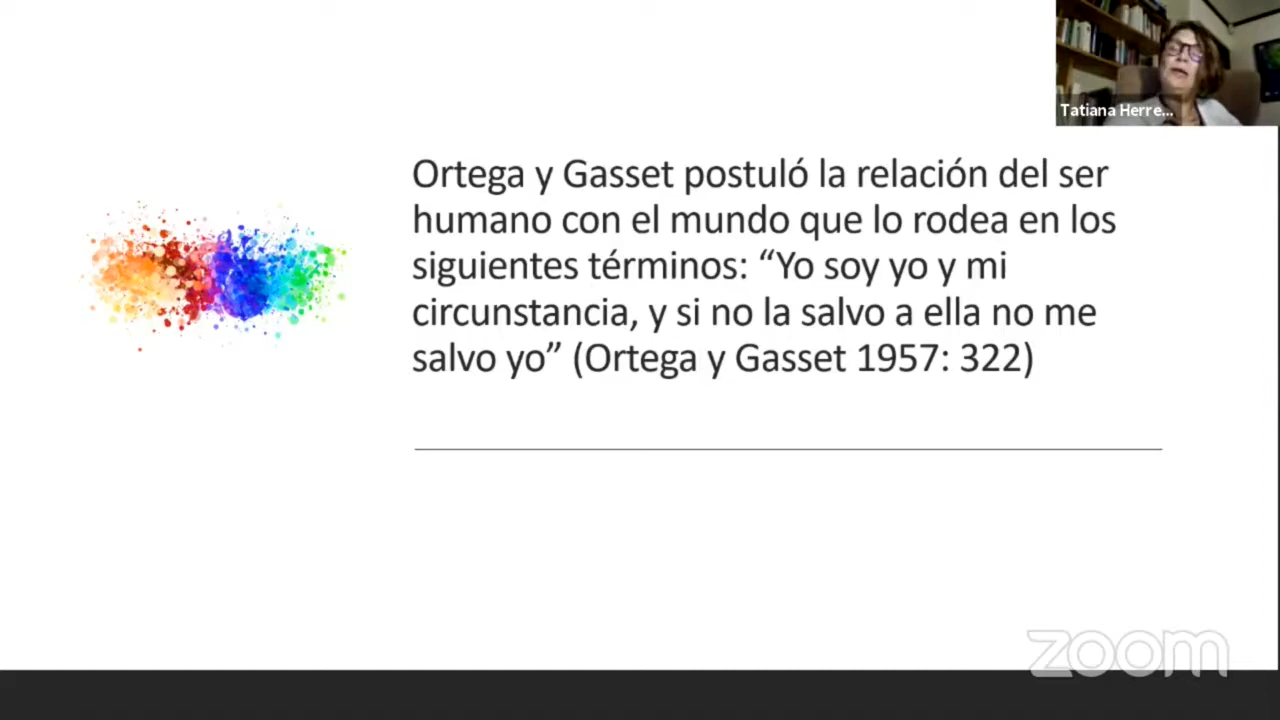 Tatiana Herre...
Ortega y Gasset postuló la relación del ser
humano con el mundo que lo rodea en los
siguientes términos: “Yo soy yo y mi
circunstancia, y si no la salvo a ella no me
salvo yo” (Ortega y Gasset 1957: 322)
zoom